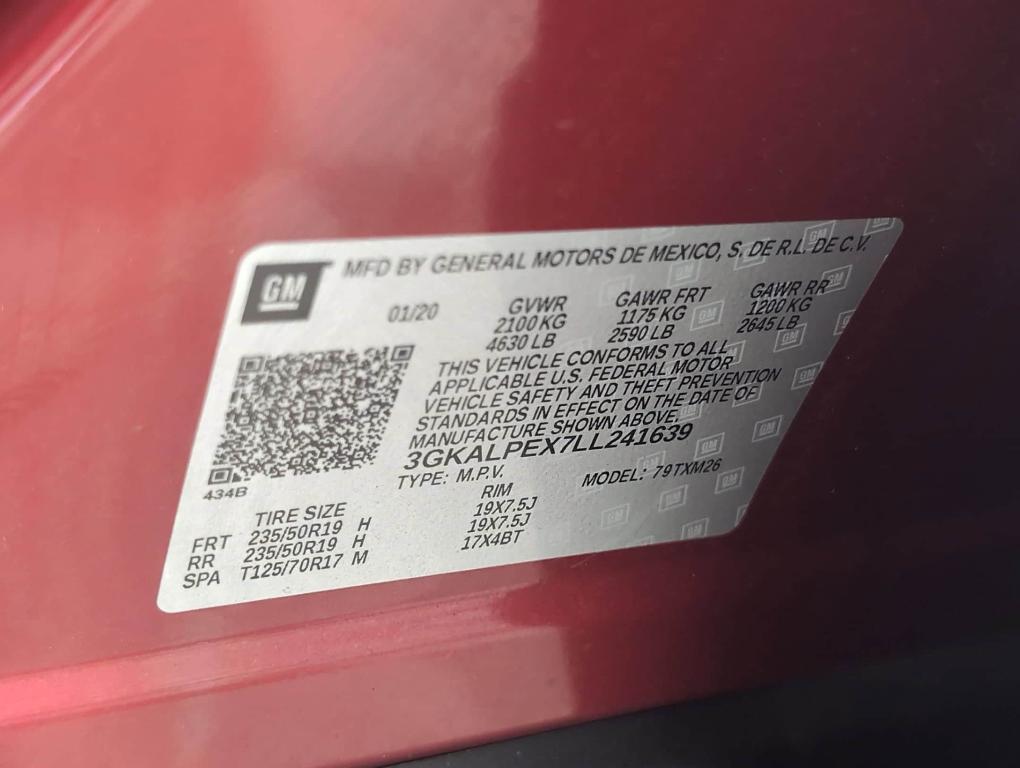 GM MFD BY GENERAL MOTORS DE MEXICO, S. DE R.L. DE C.V.
01/20 GVWR GAWR FRT GAWR RR
2100 KG 1175 KG 1200 KG
4630 LB 2590 LB 2645 LB
THIS VEHICLE CONFORMS TO ALL
APPLICABLE U.S. FEDERAL MOTOR
VEHICLE SAFETY AND THEFT PREVENTION
STANDARDS IN EFFECT ON THE DATE OF
MANUFACTURE SHOWN ABOVE.
3GKALPEX7LL241639
434B
TYPE: M.P.V. MODEL: 79TXM26
TIRE SIZE RIM
FRT 235/50R19 H 19X7.5J
RR 235/50R19 H 19X7.5J
SPA T125/70R17 M 17X4BT